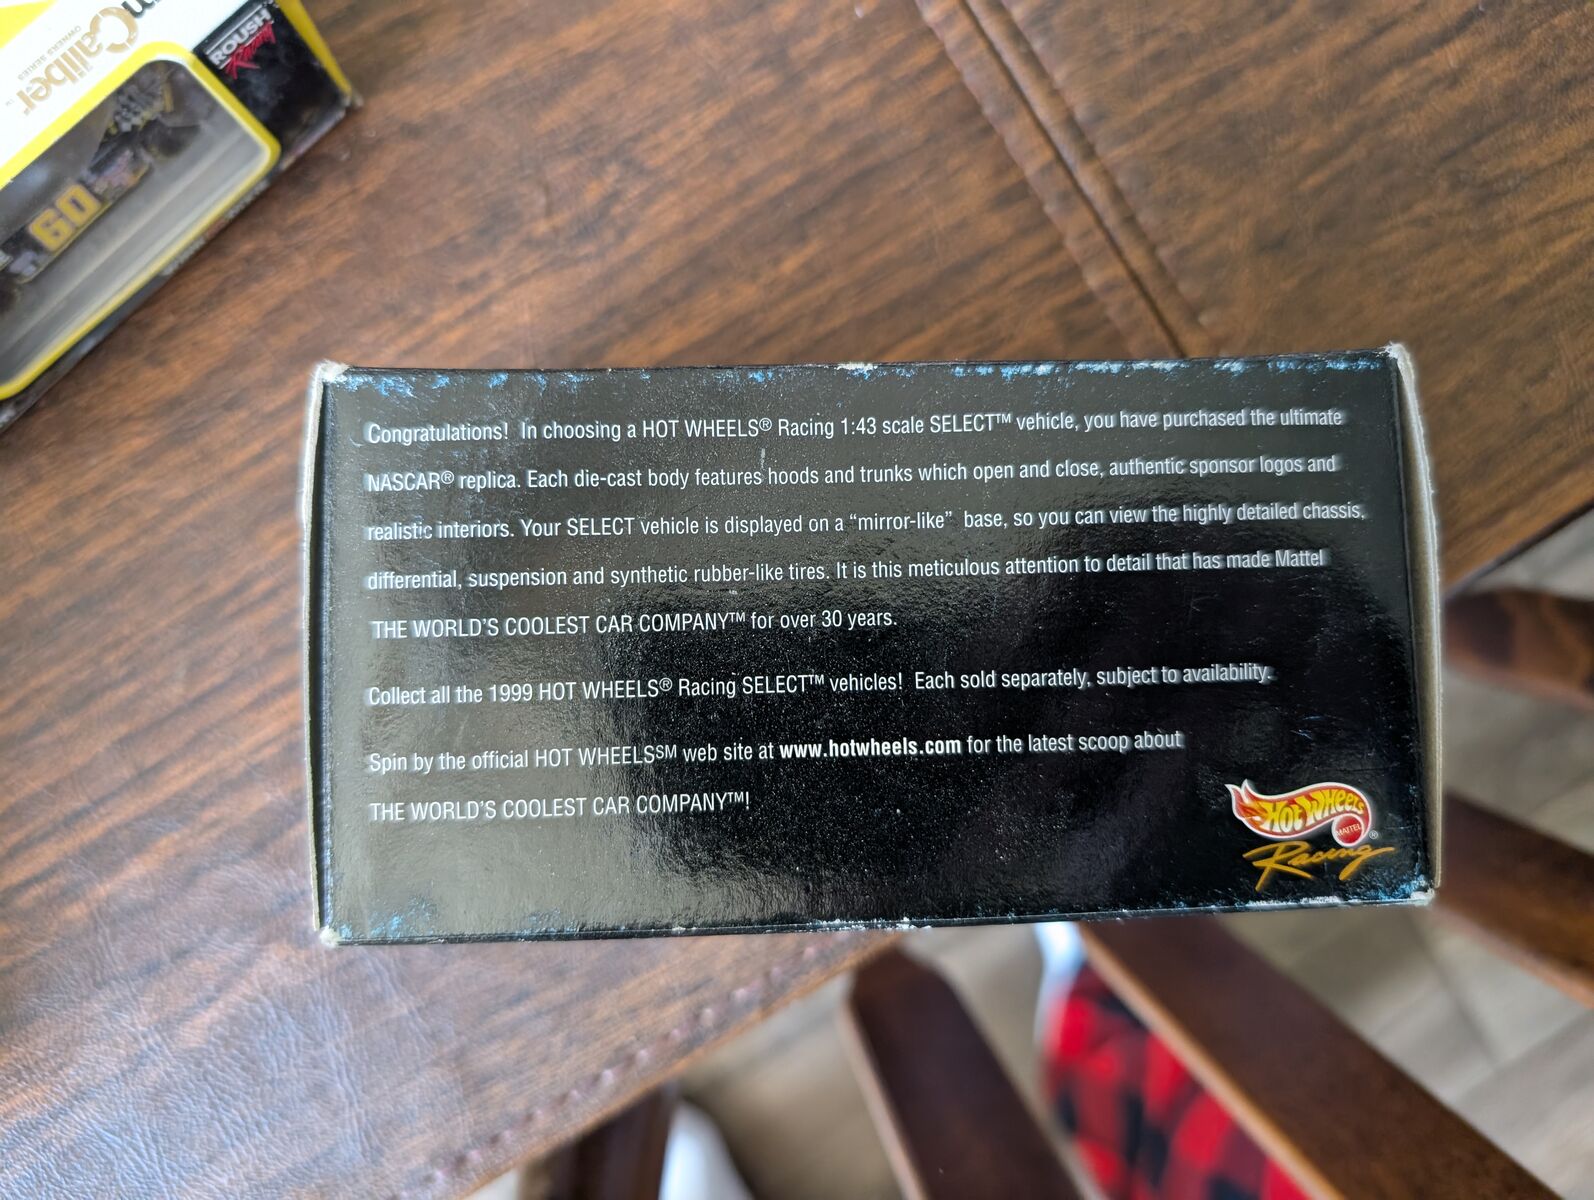 Caliber™
OWNERS SERIES
ROUSH
Racing
60
Congratulations! In choosing a HOT WHEELS® Racing 1:43 scale SELECT™ vehicle, you have purchased the ultimate
NASCAR® replica. Each die-cast body features hoods and trunks which open and close, authentic sponsor logos and
realistic interiors. Your SELECT vehicle is displayed on a “mirror-like” base, so you can view the highly detailed chassis,
differential, suspension and synthetic rubber-like tires. It is this meticulous attention to detail that has made Mattel
THE WORLD'S COOLEST CAR COMPANY™ for over 30 years.
Collect all the 1999 HOT WHEELS® Racing SELECT™ vehicles! Each sold separately, subject to availability.
Spin by the official HOT WHEELSSM web site at www.hotwheels.com for the latest scoop about
THE WORLD'S COOLEST CAR COMPANY™!
Hot Wheels
MATTEL ®
Racing